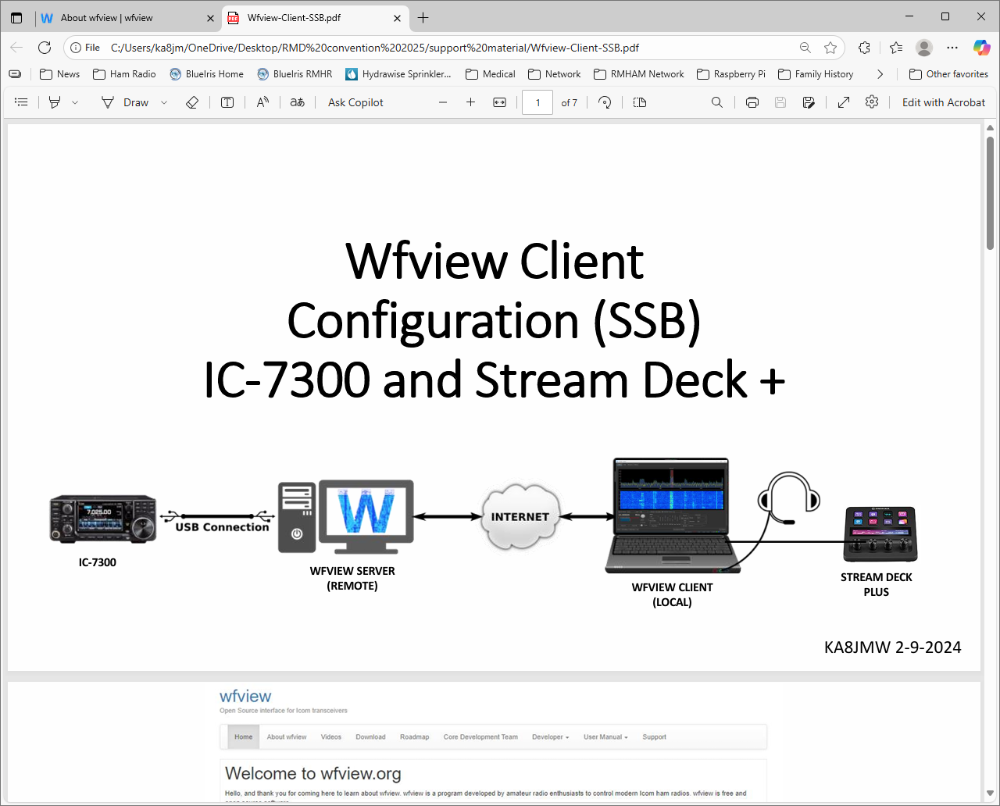 About wfview | wfview
Wfview-Client-SSB.pdf
File
C:/Users/ka8jm/OneDrive/Desktop/RMD%20convention%202025/support%20material/Wfview-Client-SSB.pdf
News
Ham Radio
BlueIris Home
BlueIris RMHR
Hydrawise Sprinkler...
Medical
Network
RMHAM Network
Raspberry Pi
Family History
Other favorites
Draw
Ask Copilot
1 of 7
Edit with Acrobat
Wfview Client
Configuration (SSB)
IC-7300 and Stream Deck +
7,025.00
USB Connection
IC-7300
W
WFVIEW SERVER
(REMOTE)
INTERNET
WFVIEW CLIENT
(LOCAL)
STREAM DECK
PLUS
KA8JMW 2-9-2024
wfview
Open Source interface for Icom transceivers
Home
About wfview
Videos
Download
Roadmap
Core Development Team
Developer
User Manual
Support
Welcome to wfview.org
Hello, and thank you for coming here to learn about wfview. wfview is a program developed by amateur radio enthusiasts to control modern Icom ham radios. wfview is free and